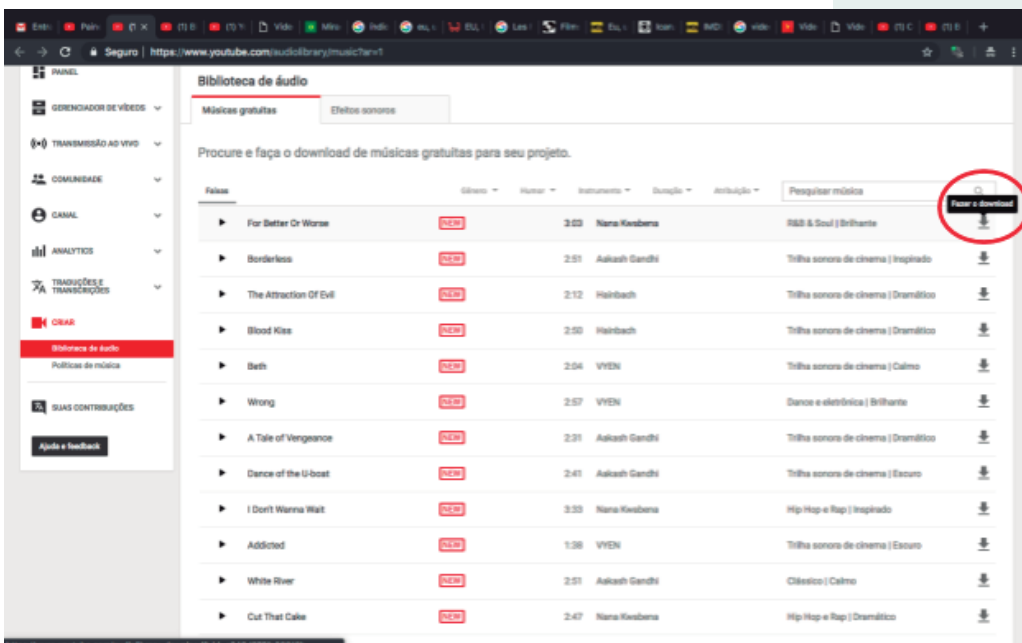 Seguro | https://www.youtube.com/audiolibrary/music?ar=1
PAINEL
GERENCIADOR DE VÍDEOS
TRANSMISSÃO AO VIVO
COMUNIDADE
CANAL
ANALYTICS
TRADUÇÕES E
TRANSCRIÇÕES
CRIAR
Biblioteca de áudio
Políticas de música
SUAS CONTRIBUIÇÕES
Ajuda e feedback
Biblioteca de áudio
Músicas gratuitas Efeitos sonoros
Procure e faça o download de músicas gratuitas para seu projeto.
Faixas Gênero Humor Instrumento Duração Atribuição Pesquisar música
Fazer o download
For Better Or Worse NEW 3:03 Nana Kwabena R&B & Soul | Brilhante
Borderless NEW 2:51 Aakash Gandhi Trilha sonora de cinema | Inspirado
The Attraction Of Evil NEW 2:12 Hainbach Trilha sonora de cinema | Dramático
Blood Kiss NEW 2:50 Hainbach Trilha sonora de cinema | Dramático
Beth NEW 2:04 VYEN Trilha sonora de cinema | Calmo
Wrong NEW 2:57 VYEN Dance e eletrônica | Brilhante
A Tale of Vengeance NEW 2:31 Aakash Gandhi Trilha sonora de cinema | Dramático
Dance of the U-boat NEW 2:41 Aakash Gandhi Trilha sonora de cinema | Escuro
I Don't Wanna Wait NEW 3:33 Nana Kwabena Hip Hop e Rap | Inspirado
Addicted NEW 1:38 VYEN Trilha sonora de cinema | Escuro
White River NEW 2:51 Aakash Gandhi Clássico | Calmo
Cut That Cake NEW 2:47 Nana Kwabena Hip Hop e Rap | Dramático